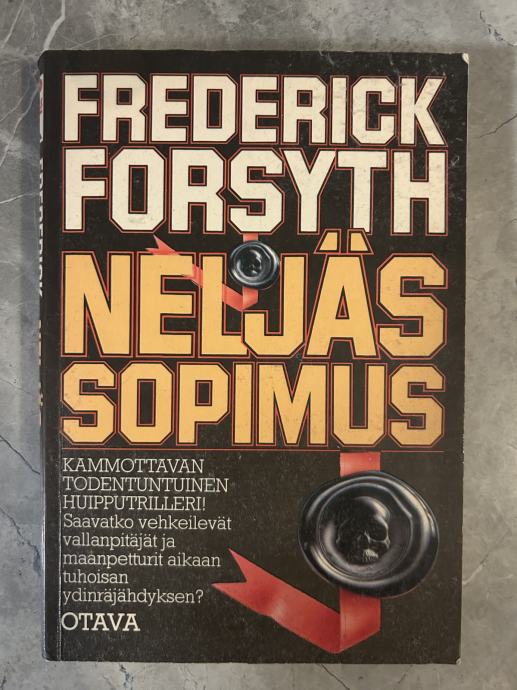 FREDERICK
FORSYTH
NELJÄS
SOPIMUS
KAMMOTTAVAN
TODENTUNTUINEN
HUIPPUTRILLERI!
Saavatko vehkeilevät
vallanpitäjät ja
maanpetturit aikaan
tuhoisan
ydinräjähdyksen?
OTAVA